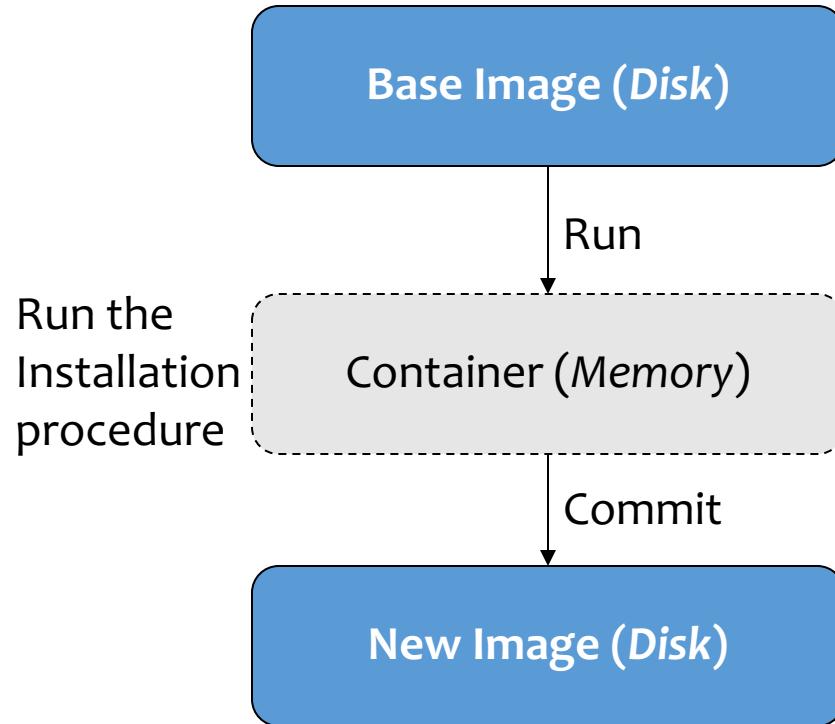 Base Image (Disk)
Run
Run the
Installation
procedure
Container (Memory)
Commit
New Image (Disk)